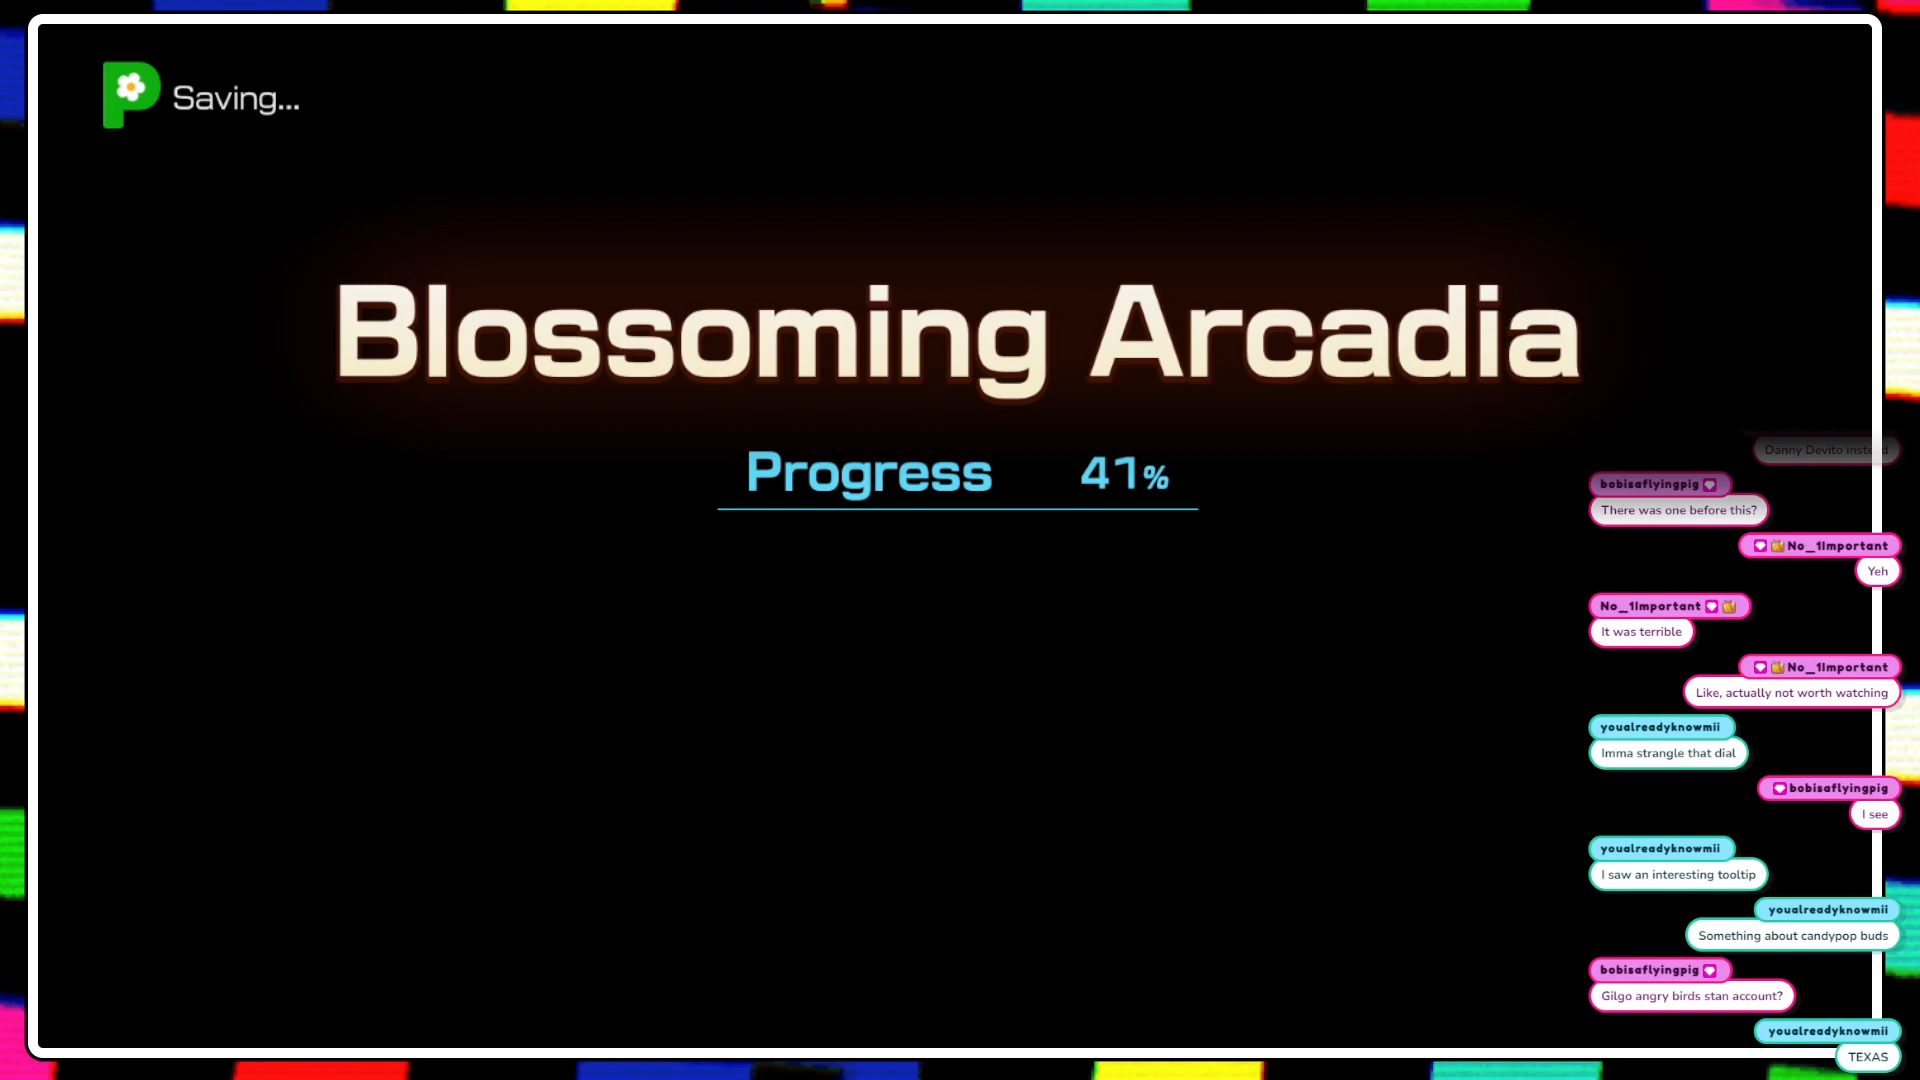 Saving...
Blossoming Arcadia
Progress 41%
Danny Devito instead
bobisaflyingpig
There was one before this?
No_1Important
Yeh
No_1Important
It was terrible
No_1Important
Like, actually not worth watching
youalreadyknowmii
Imma strangle that dial
bobisaflyingpig
I see
youalreadyknowmii
I saw an interesting tooltip
youalreadyknowmii
Something about candypop buds
bobisaflyingpig
Gilgo angry birds stan account?
youalreadyknowmii
TEXAS